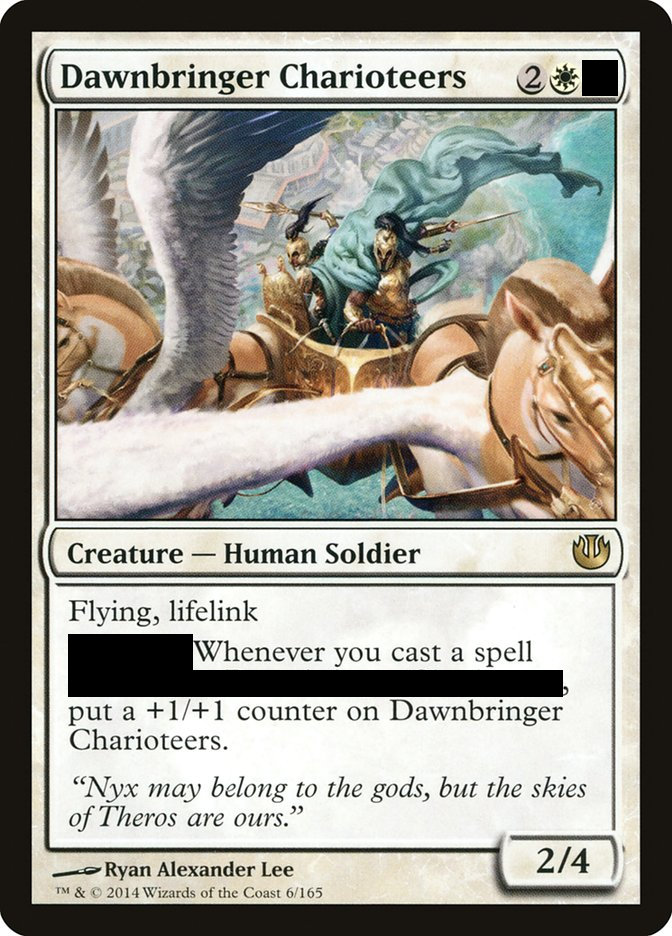 Dawnbringer Charioteers 2
Creature — Human Soldier
Flying, lifelink
Whenever you cast a spell
,
put a +1/+1 counter on Dawnbringer
Charioteers.
“Nyx may belong to the gods, but the skies
of Theros are ours.”
2/4
Ryan Alexander Lee
™ & © 2014 Wizards of the Coast 6/165